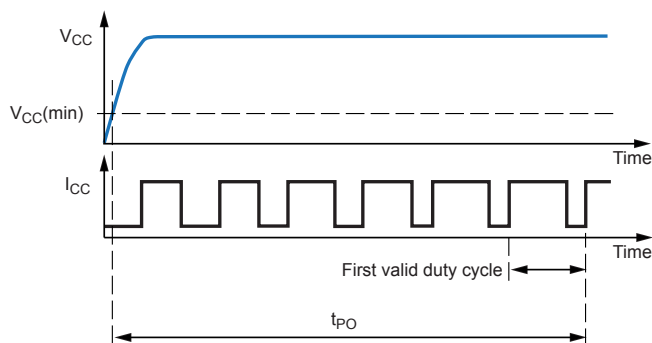 VCC
VCC(min)
Time
ICC
Time
First valid duty cycle
tPO